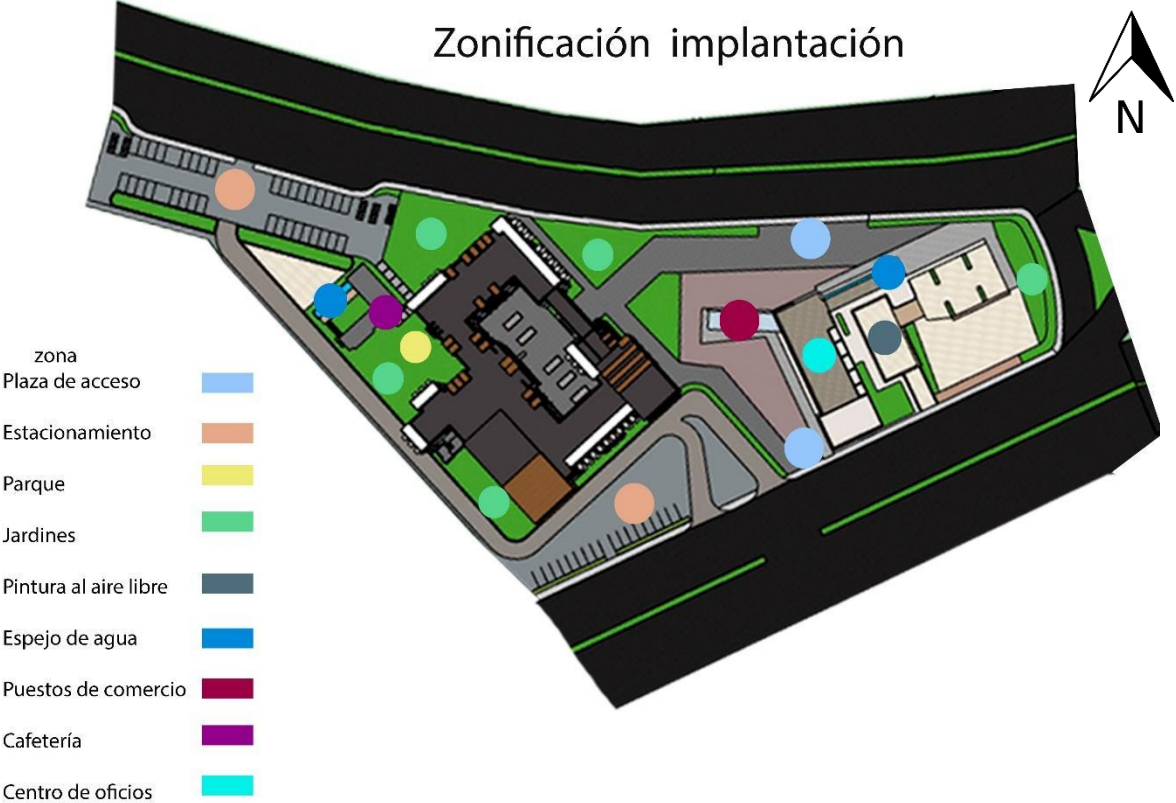 Zonificación implantación
N
zona
Plaza de acceso
Estacionamiento
Parque
Jardines
Pintura al aire libre
Espejo de agua
Puestos de comercio
Cafetería
Centro de oficios